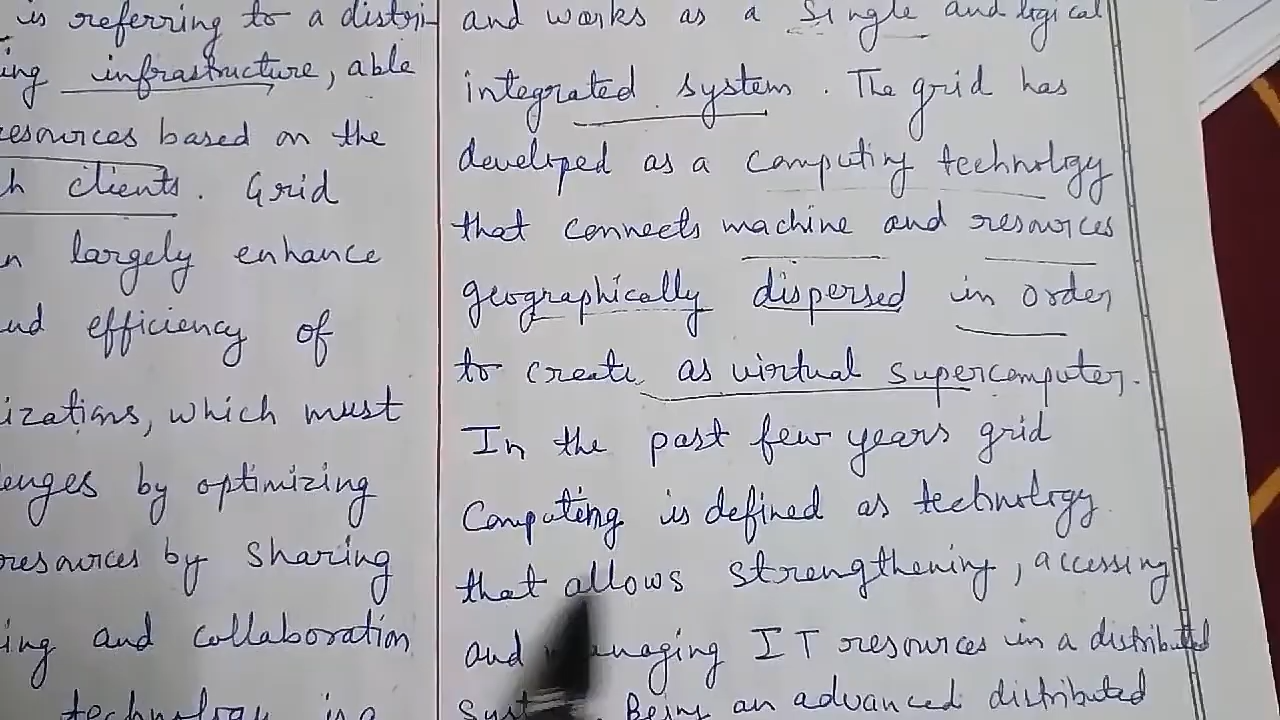 is referring to a distri-
ing infrastructure, able
esources based on the
h clients. Grid
n largely enhance
ud efficiency of
izations, which must
enges by optimizing
resources by sharing
ing and collaboration
technology is a
and works as a single and logical
integrated system. The grid has
developed as a computing technology
that connects machine and resources
geographically dispersed in order
to create as virtual supercomputer.
In the past few years grid
Computing is defined as technology
that allows strengthening, accessing
and managing IT resources in a distributed
Being an advanced distributed